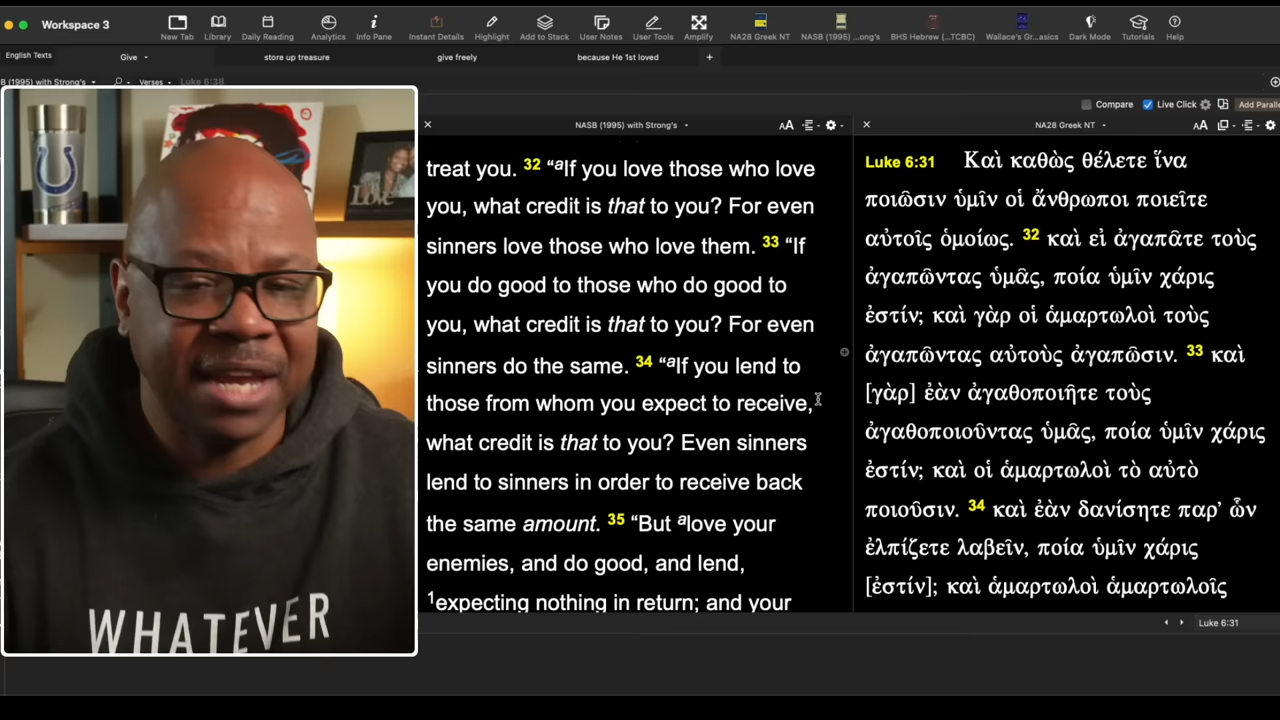 Workspace 3
New Tab
Library
Daily Reading
Analytics
Info Pane
Instant Details
Highlight
Add to Stack
User Notes
User Tools
Amplify
NA28 Greek NT
NASB (1995) ...ong's
BHS Hebrew (...TCBC)
Wallace's Gr...asics
Dark Mode
Tutorials
Help
English Texts
Give
store up treasure
give freely
because He 1st loved
B (1995) with Strong's
Verses
Luke 6:38
Compare
Live Click
Add Paralle
NASB (1995) with Strong's
treat you. 32 “aIf you love those who love
you, what credit is that to you? For even
sinners love those who love them. 33 “If
you do good to those who do good to
you, what credit is that to you? For even
sinners do the same. 34 “aIf you lend to
those from whom you expect to receive,
what credit is that to you? Even sinners
lend to sinners in order to receive back
the same amount. 35 “But alove your
enemies, and do good, and lend,
1expecting nothing in return; and your
NA28 Greek NT
Luke 6:31 Καὶ καθὼς θέλετε ἵνα
ποιῶσιν ὑμῖν οἱ ἄνθρωποι ποιεῖτε
αὐτοῖς ὁμοίως. 32 καὶ εἰ ἀγαπᾶτε τοὺς
ἀγαπῶντας ὑμᾶς, ποία ὑμῖν χάρις
ἐστίν; καὶ γὰρ οἱ ἁμαρτωλοὶ τοὺς
ἀγαπῶντας αὐτοὺς ἀγαπῶσιν. 33 καὶ
[γὰρ] ἐὰν ἀγαθοποιῆτε τοὺς
ἀγαθοποιοῦντας ὑμᾶς, ποία ὑμῖν χάρις
ἐστίν; καὶ οἱ ἁμαρτωλοὶ τὸ αὐτὸ
ποιοῦσιν. 34 καὶ ἐὰν δανίσητε παρ’ ὧν
ἐλπίζετε λαβεῖν, ποία ὑμῖν χάρις
[ἐστίν]; καὶ ἁμαρτωλοὶ ἁμαρτωλοῖς
Luke 6:31
Love
WHATEVER